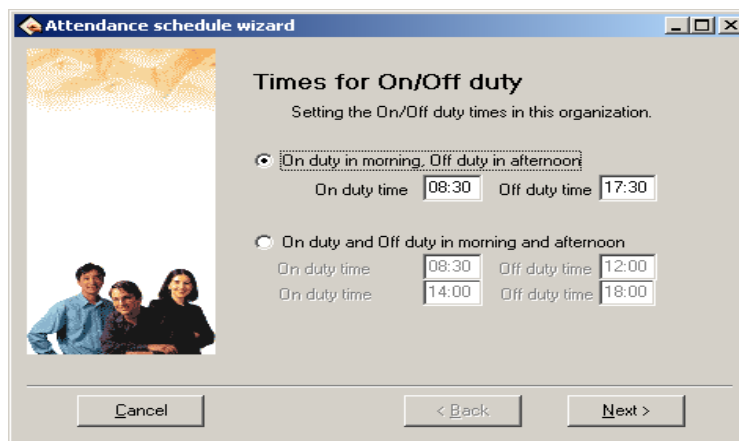 Attendance schedule wizard
Times for On/Off duty
Setting the On/Off duty times in this organization.
On duty in morning, Off duty in afternoon
On duty time 08:30 Off duty time 17:30
On duty and Off duty in morning and afternoon
On duty time 08:30 Off duty time 12:00
On duty time 14:00 Off duty time 18:00
Cancel < Back Next >